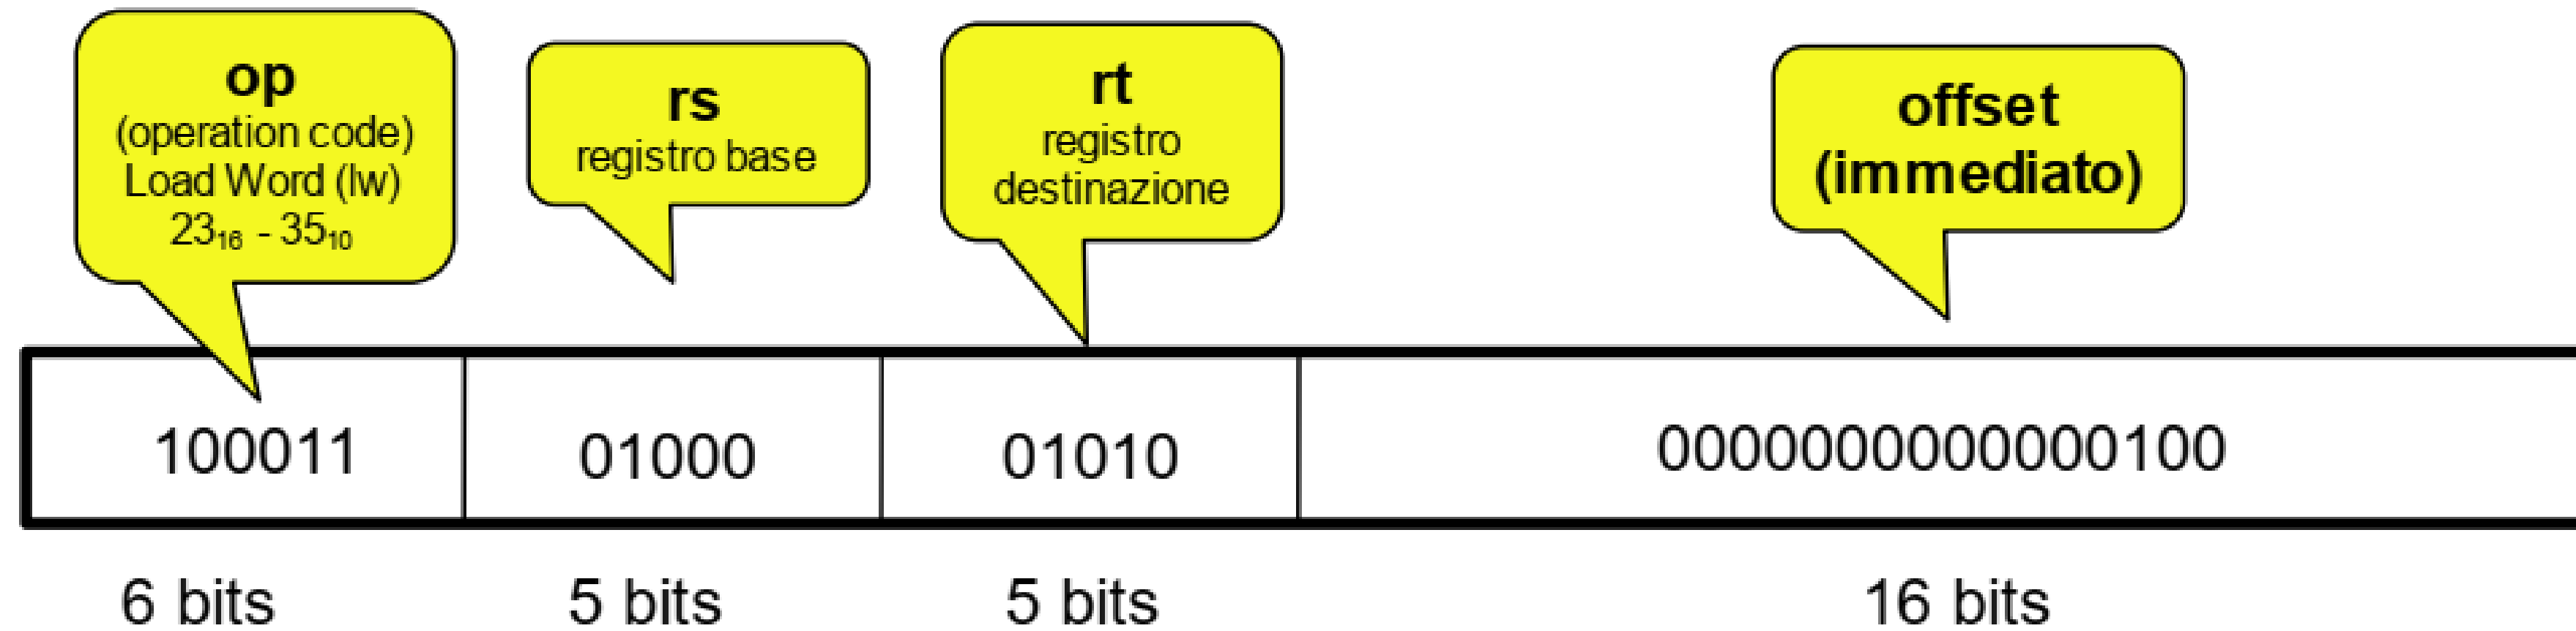 op
(operation code)
Load Word (lw)
23₁₆ - 35₁₀
rs
registro base
rt
registro
destinazione
offset
(immediato)
100011
01000
01010
0000000000000100
6 bits
5 bits
5 bits
16 bits